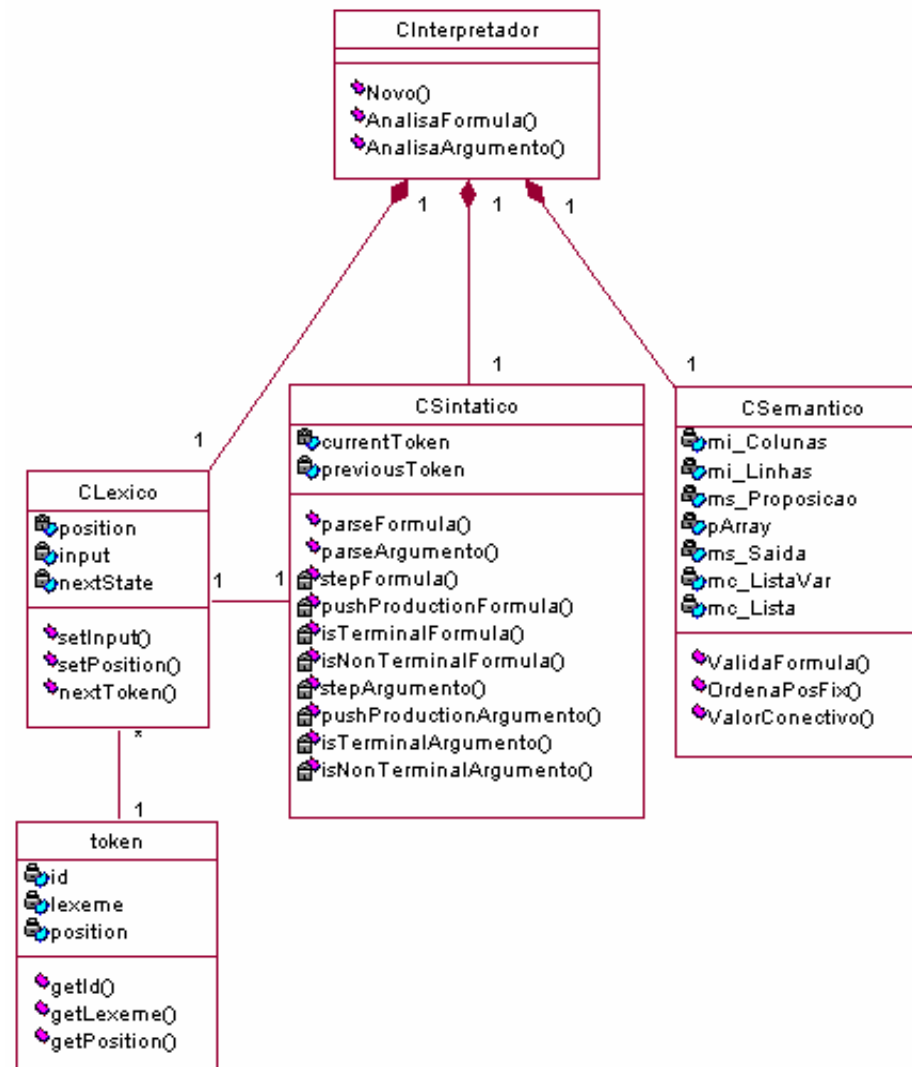 CInterpretador
Novo()
AnalisaFormula()
AnalisaArgumento()
1
1
1
1
1
1
CSintatico
currentToken
previousToken
parseFormula()
parseArgumento()
stepFormula()
pushProductionFormula()
isTerminalFormula()
isNonTerminalFormula()
stepArgumento()
pushProductionArgumento()
isTerminalArgumento()
isNonTerminalArgumento()
CSemantico
mi_Colunas
mi_Linhas
ms_Proposicao
pArray
ms_Saida
mc_ListaVar
mc_Lista
ValidaFormula()
OrdenaPosFix()
ValorConectivo()
CLexico
position
input
nextState
setInput()
setPosition()
nextToken()
1
1
*
1
token
id
lexeme
position
getId()
getLexeme()
getPosition()